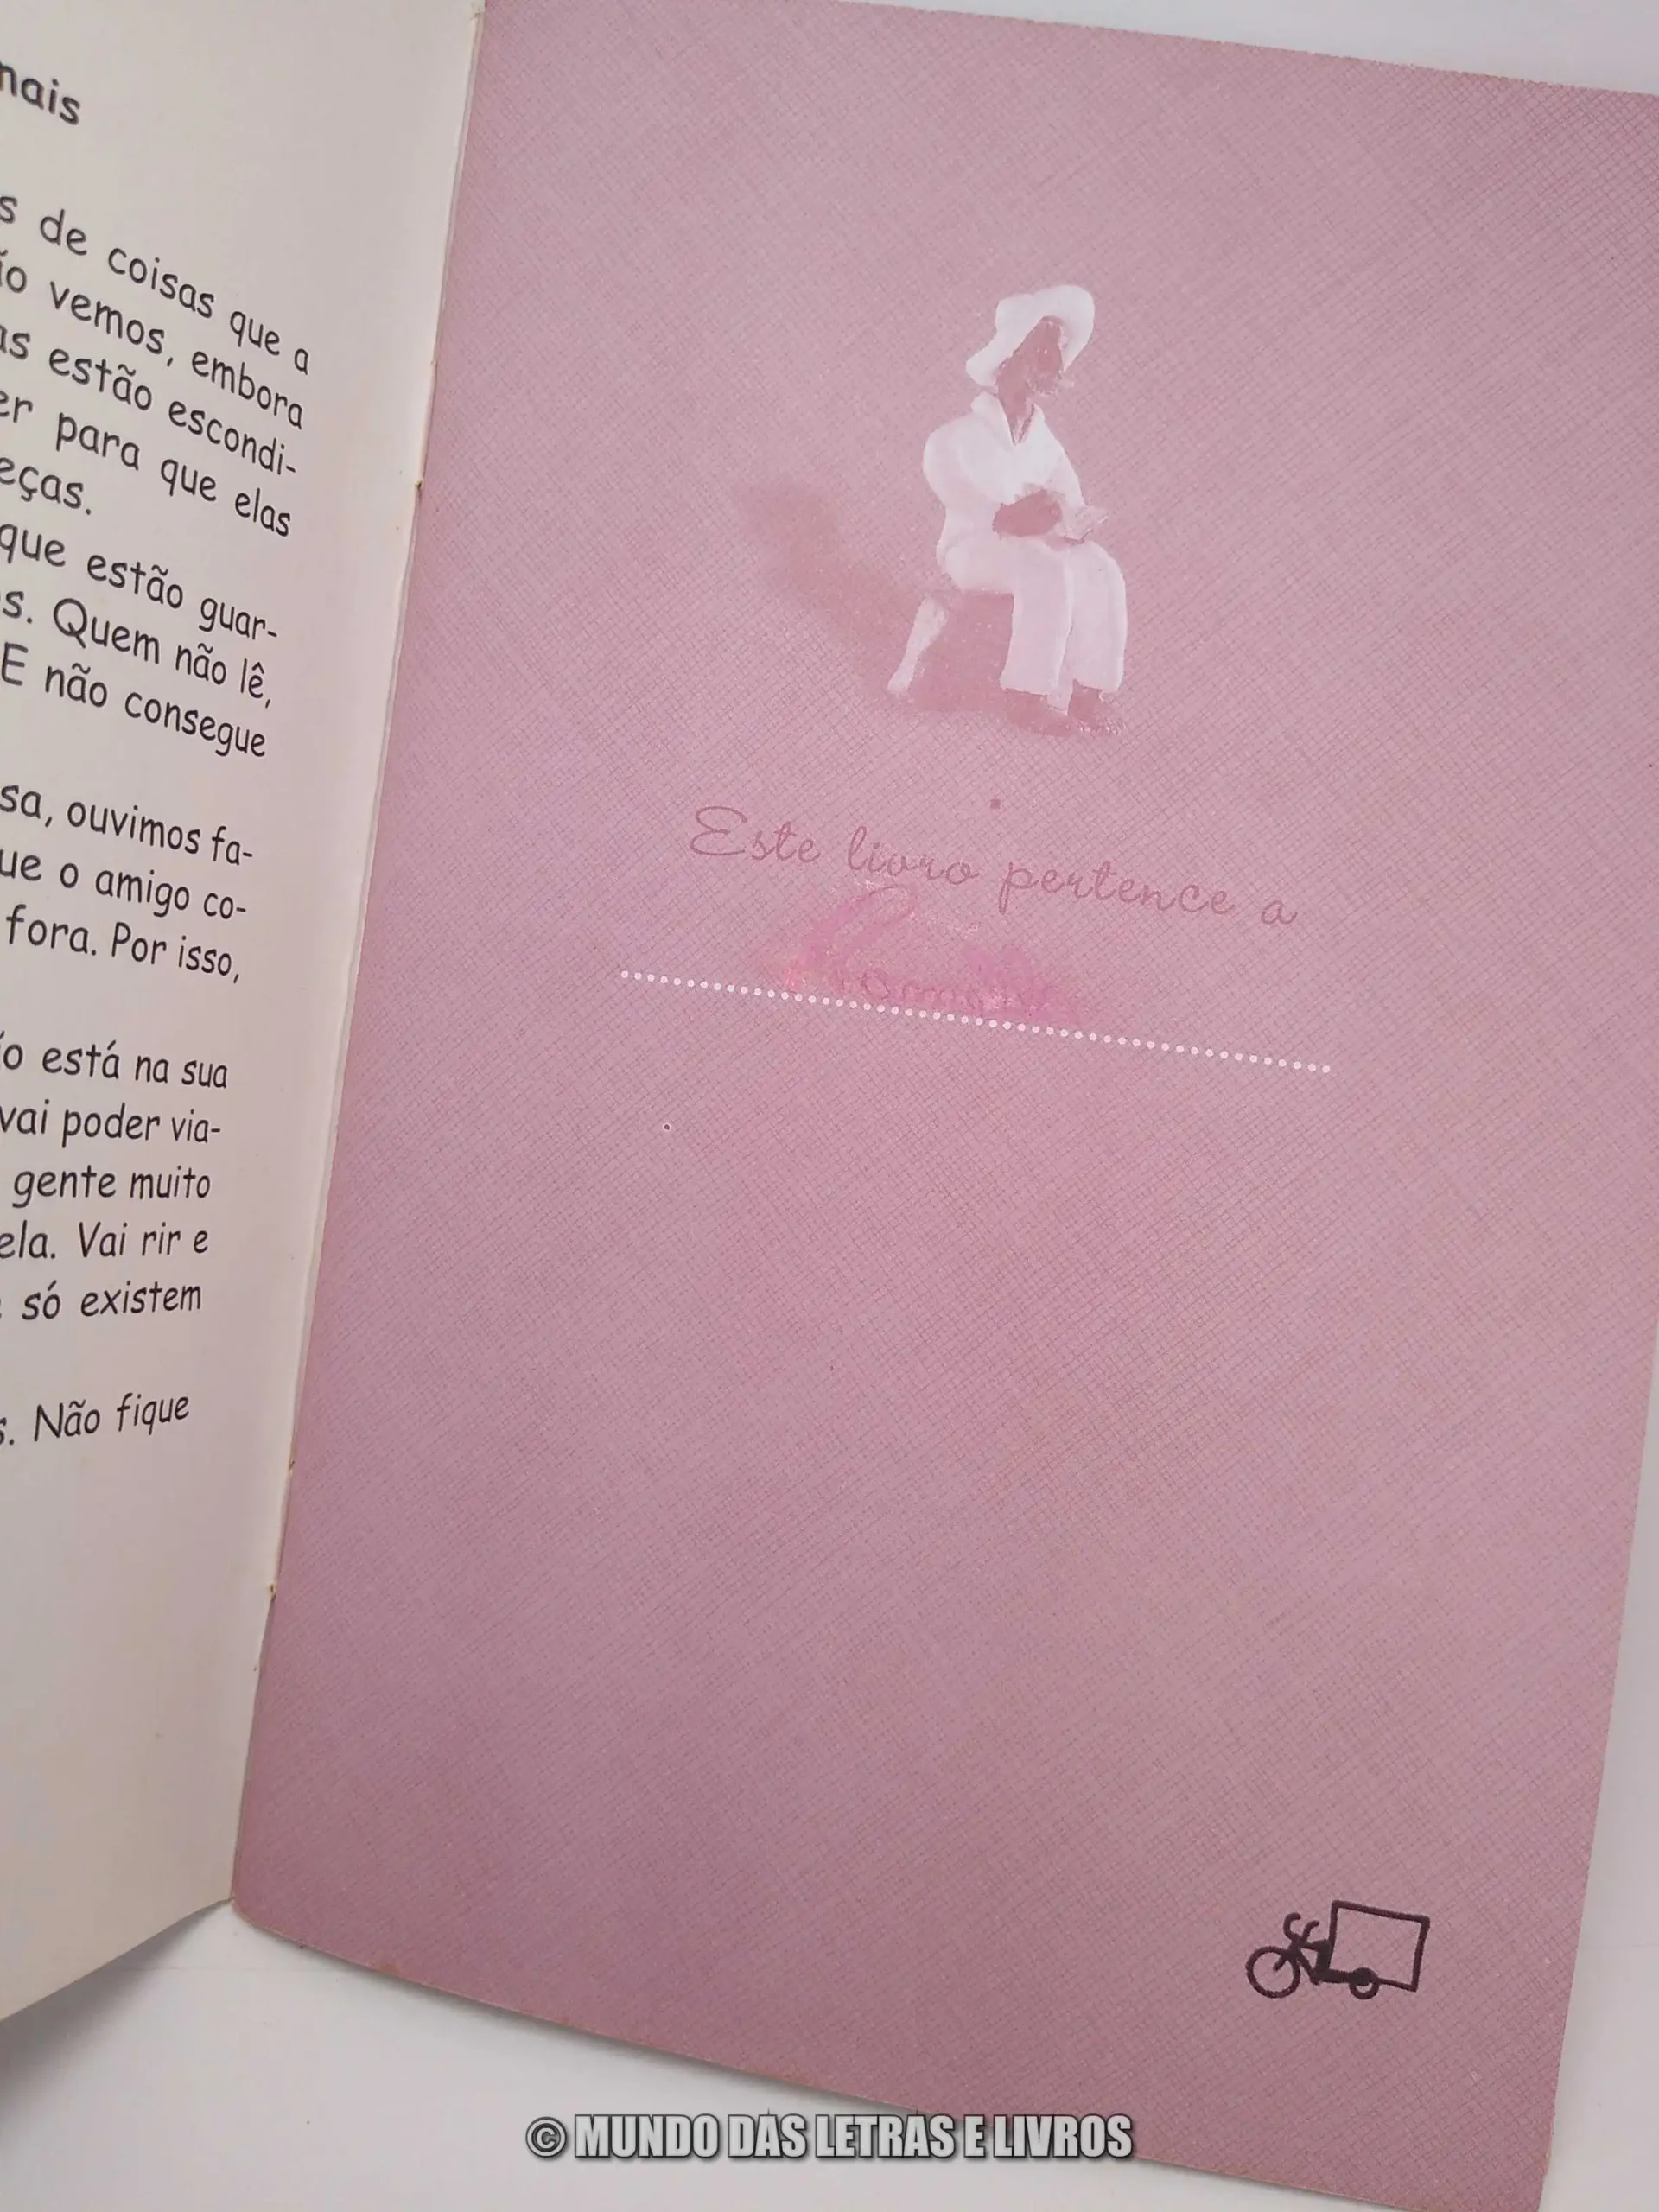 mais
s de coisas que a
ão vemos, embora
as estão escondi-
er para que elas
eças.
que estão guar-
s. Quem não lê,
E não consegue
sa, ouvimos fa-
ue o amigo co-
fora. Por isso,
ão está na sua
vai poder via-
gente muito
ela. Vai rir e
só existem
s. Não fique
Este livro pertence a
© MUNDO DAS LETRAS E LIVROS